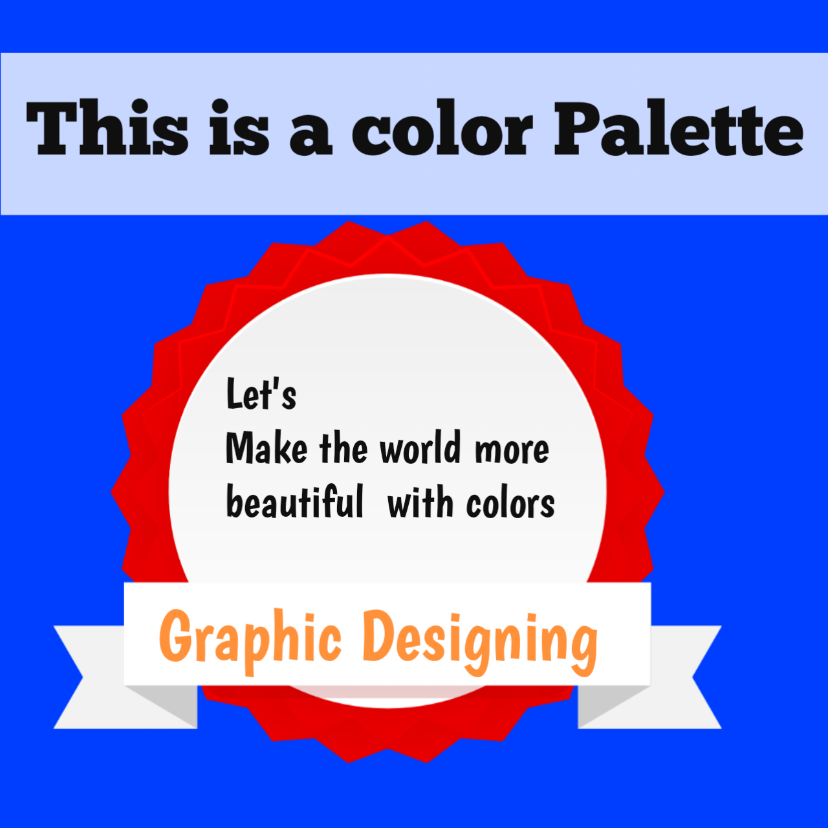 This is a color Palette
Let's
Make the world more
beautiful with colors
Graphic Designing